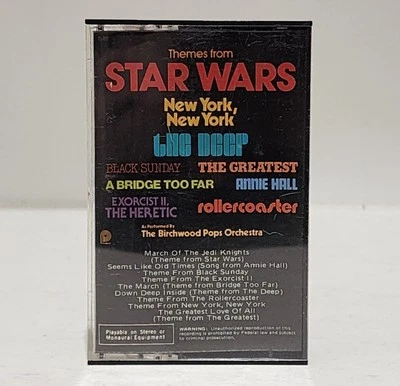 Themes from
STAR WARS
New York,
New York
the DEEP
BLACK SUNDAY THE GREATEST
A BRIDGE TOO FAR ANNIE HALL
EXORCIST II,
THE HERETIC rollercoaster
As Performed By
The Birchwood Pops Orchestra
March Of The Jedi Knights
(Theme from Star Wars)
Seems Like Old Times (Song from Annie Hall)
Theme From Black Sunday
Theme From The Exorcist II
The March (Theme from Bridge Too Far)
Down Deep Inside (Theme from The Deep)
Theme From The Rollercoaster
Theme From New York, New York
The Greatest Love Of All
(Theme from The Greatest)
Playable on Stereo or
Monaural Equipment
WARNING: Unauthorized reproduction of this
recording is prohibited by Federal law and subject
to criminal prosecution.